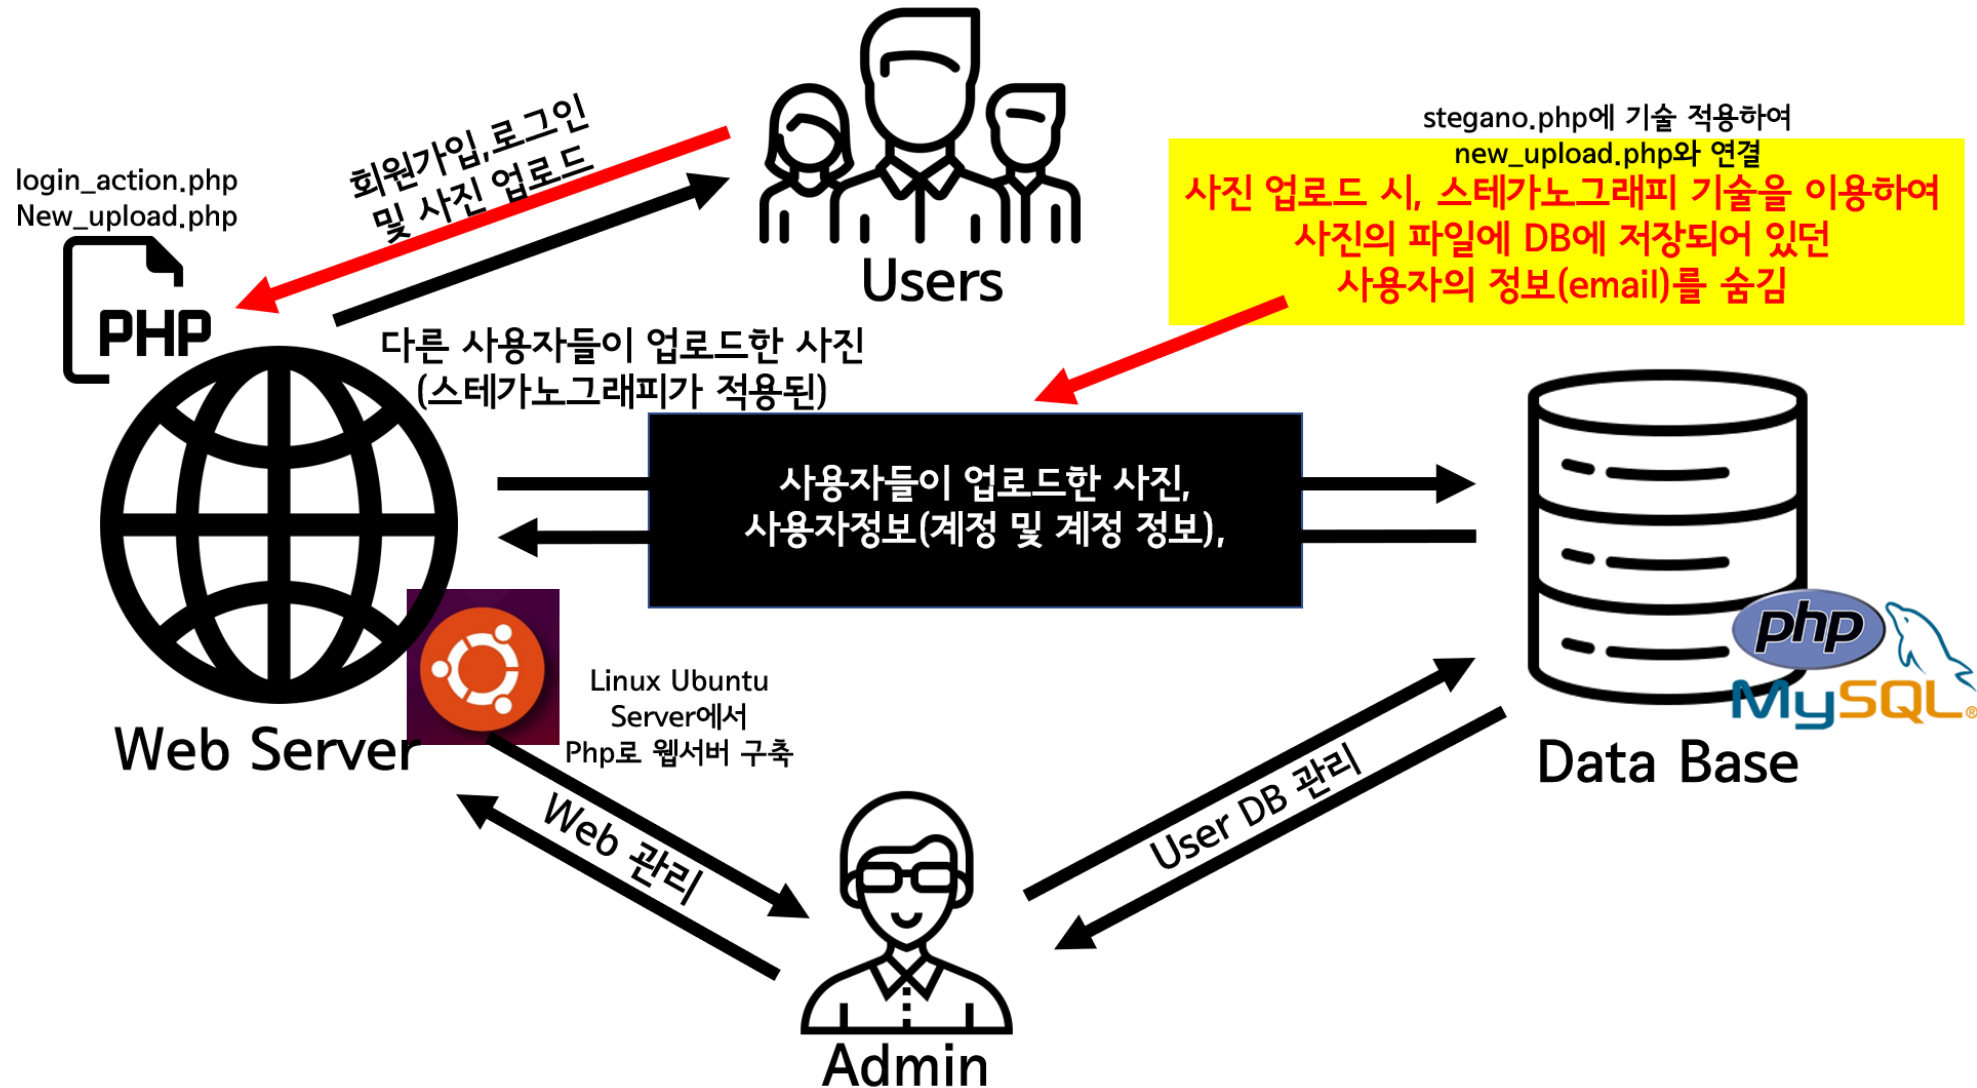 stegano.php에 기술 적용하여
new_upload.php와 연결
사진 업로드 시, 스테가노그래피 기술을 이용하여
사진의 파일에 DB에 저장되어 있던
사용자의 정보(email)를 숨김
회원가입,로그인
및 사진 업로드
login_action.php
New_upload.php
PHP
Users
다른 사용자들이 업로드한 사진
(스테가노그래피가 적용된)
사용자들이 업로드한 사진,
사용자정보(계정 및 계정 정보),
php
MySQL®
Linux Ubuntu
Server에서
Php로 웹서버 구축
Web Server
Data Base
Web 관리
User DB 관리
Admin